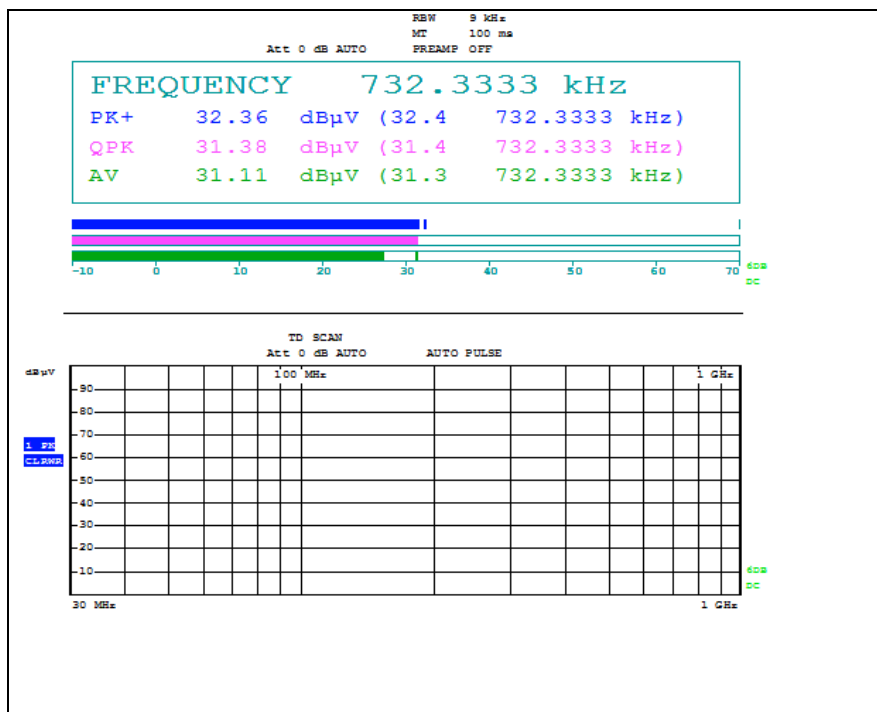 RBW 9 kHz
MT 100 ms
Att 0 dB AUTO PREAMP OFF
FREQUENCY 732.3333 kHz
PK+ 32.36 dBµV (32.4 732.3333 kHz)
QPK 31.38 dBµV (31.4 732.3333 kHz)
AV 31.11 dBµV (31.3 732.3333 kHz)
-10 0 10 20 30 40 50 60 70
6DB
DC
TD SCAN
Att 0 dB AUTO AUTO PULSE
dBµV
100 MHz 1 GHz
90
80
70
1 PK
CLRWR
60
50
40
30
20
10
6DB
DC
30 MHz 1 GHz